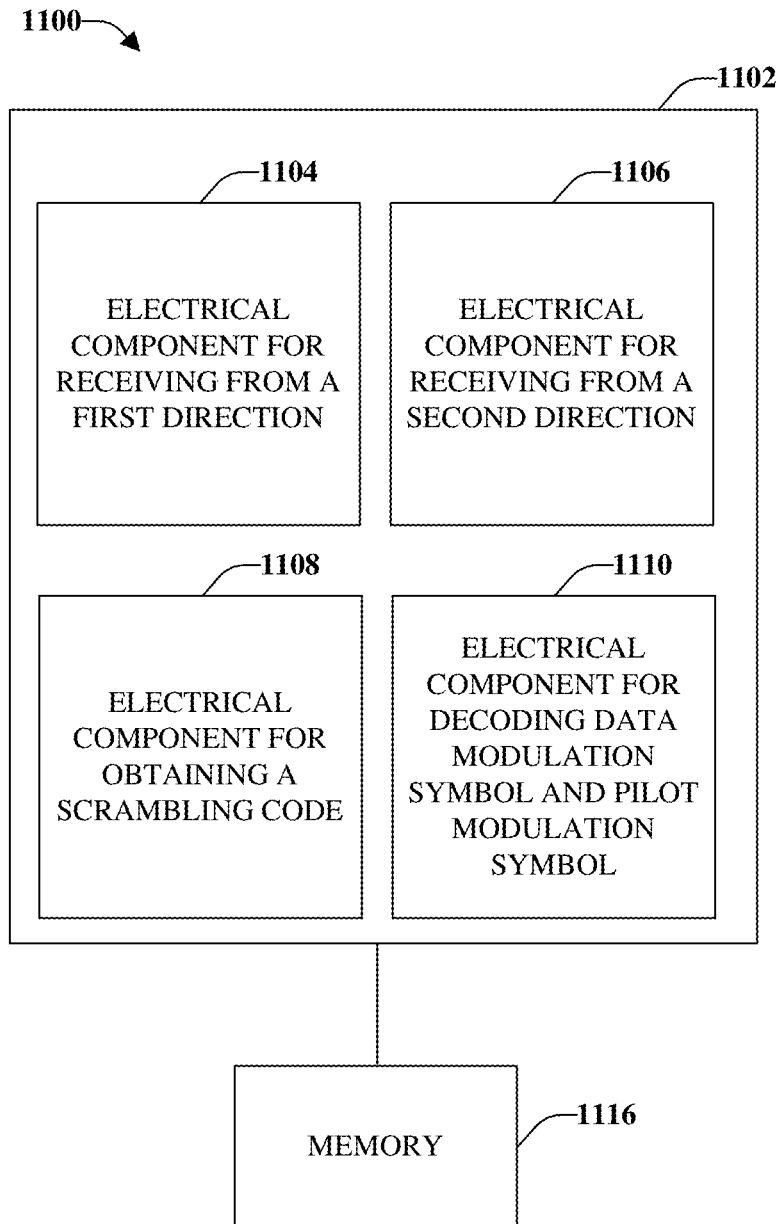 1100
1102
1104
1106
ELECTRICAL
COMPONENT FOR
RECEIVING FROM A
FIRST DIRECTION
ELECTRICAL
COMPONENT FOR
RECEIVING FROM A
SECOND DIRECTION
1108
1110
ELECTRICAL
COMPONENT FOR
OBTAINING A
SCRAMBLING CODE
ELECTRICAL
COMPONENT FOR
DECODING DATA
MODULATION
SYMBOL AND PILOT
MODULATION
SYMBOL
1116
MEMORY